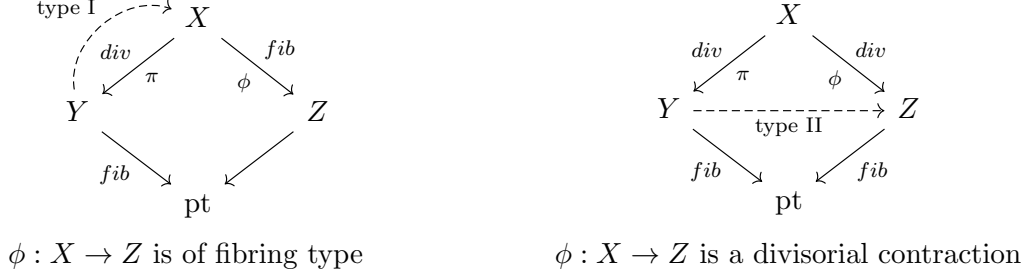 type I
X
X
div
fib
div
div
π
ϕ
π
ϕ
Y
Z
Y
Z
type II
fib
fib
fib
pt
pt
ϕ : X → Z is of fibring type
ϕ : X → Z is a divisorial contraction